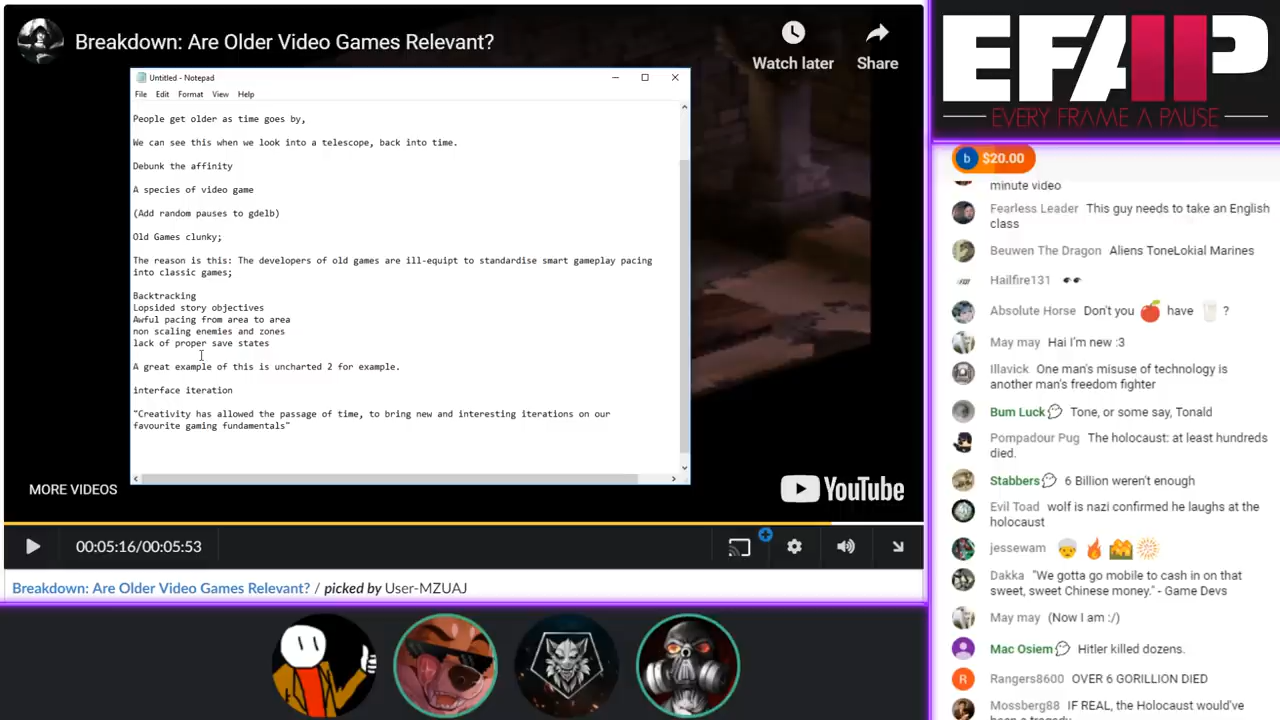 Breakdown: Are Older Video Games Relevant?
Watch later
Share
Untitled - Notepad
File Edit Format View Help
People get older as time goes by,
We can see this when we look into a telescope, back into time.
Debunk the affinity
A species of video game
(Add random pauses to gdelb)
Old Games clunky;
The reason is this: The developers of old games are ill-equipt to standardise smart gameplay pacing
into classic games;
Backtracking
Lopsided story objectives
Awful pacing from area to area
non scaling enemies and zones
lack of proper save states
A great example of this is uncharted 2 for example.
interface iteration
"Creativity has allowed the passage of time, to bring new and interesting iterations on our
favourite gaming fundamentals"
MORE VIDEOS
YouTube
00:05:16/00:05:53
Breakdown: Are Older Video Games Relevant? / picked by User-MZUAJ
EFAP
EVERY FRAME A PAUSE
b $20.00
minute video
Fearless Leader This guy needs to take an English
class
Beuwen The Dragon Aliens ToneLokial Marines
Hailfire131
Absolute Horse Don't you 🍎 have 🥛 ?
May may Hai I'm new :3
Illavick One man's misuse of technology is
another man's freedom fighter
Bum Luck Tone, or some say, Tonald
Pompadour Pug The holocaust: at least hundreds
died.
Stabbers 6 Billion weren't enough
Evil Toad wolf is nazi confirmed he laughs at the
holocaust
jessewam
Dakka "We gotta go mobile to cash in on that
sweet, sweet Chinese money." - Game Devs
May may (Now I am :/)
Mac Osiem Hitler killed dozens.
R Rangers8600 OVER 6 GORILLION DIED
Mossberg88 IF REAL, the Holocaust would've
been a tragedy